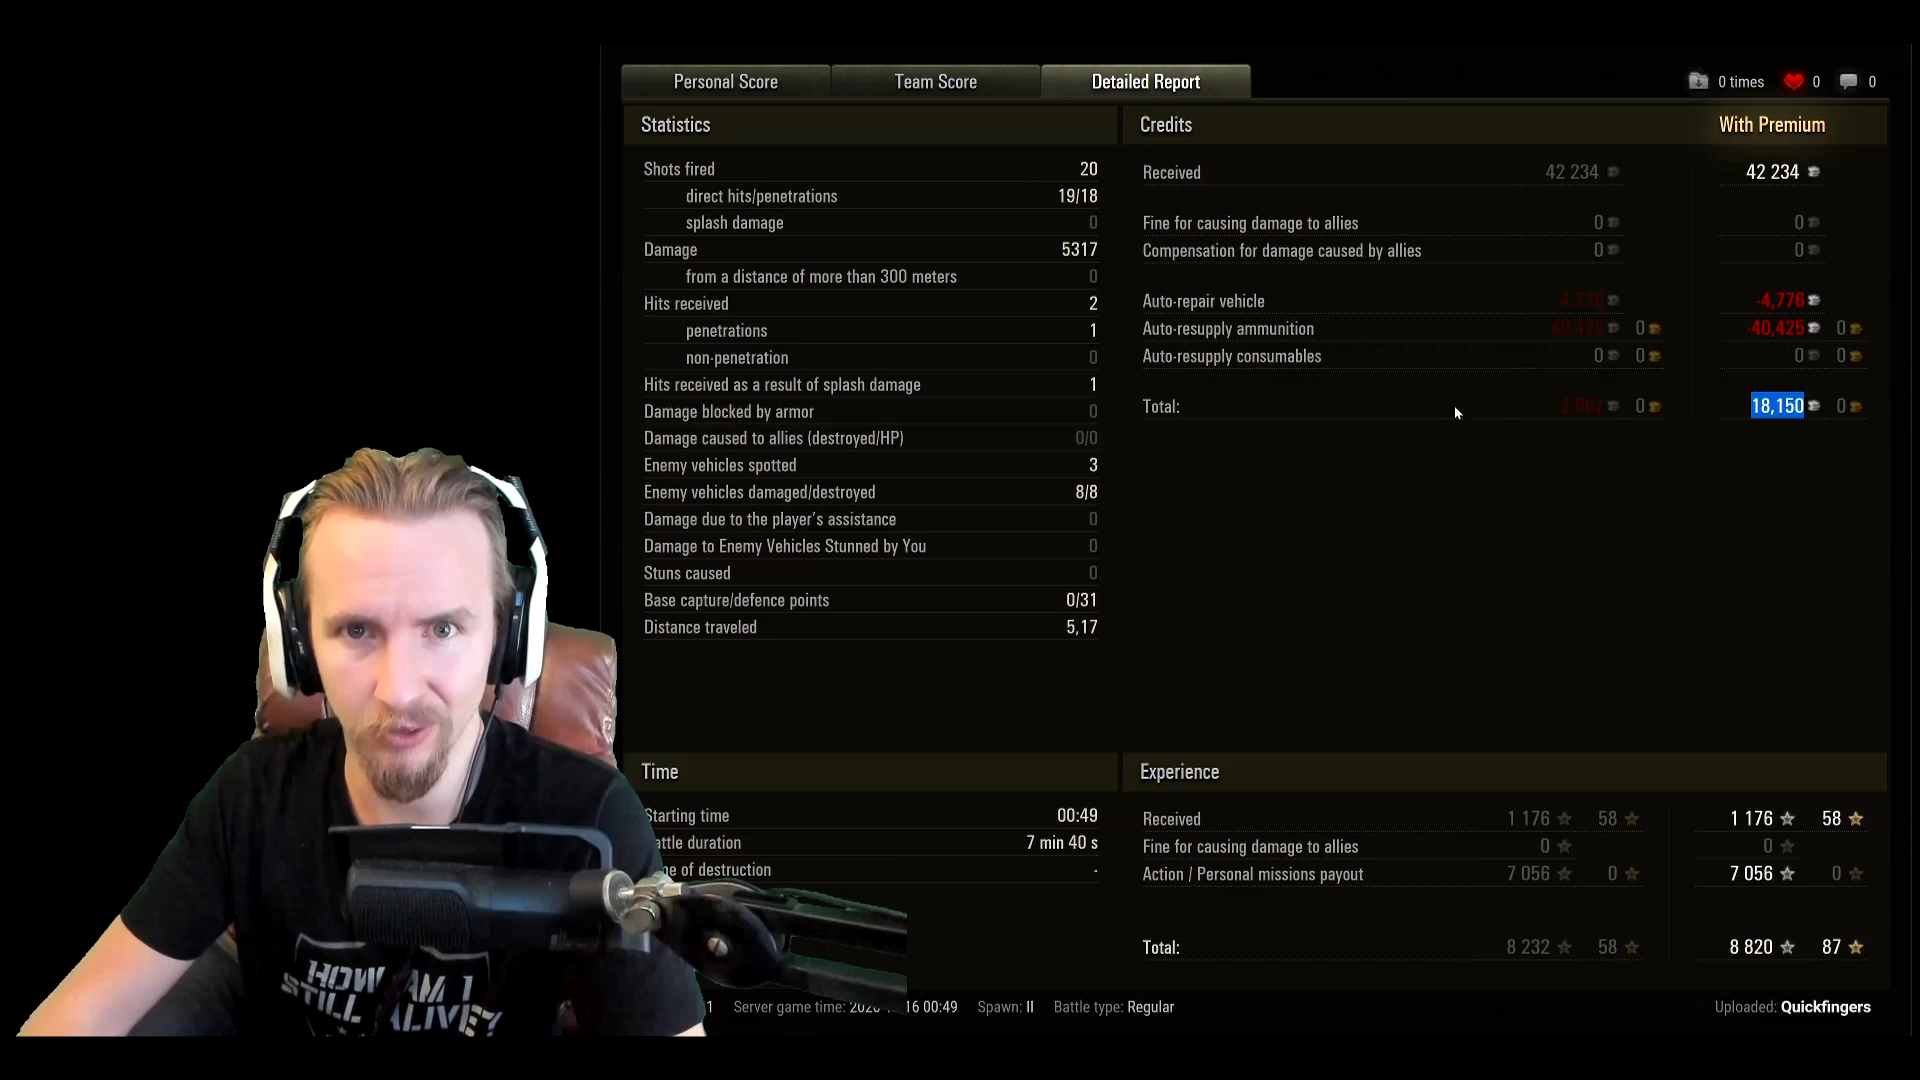 Personal Score Team Score Detailed Report 0 times 0 0
Statistics
Shots fired 20
direct hits/penetrations 19/18
splash damage 0
Damage 5317
from a distance of more than 300 meters 0
Hits received 2
penetrations 1
non-penetration 0
Hits received as a result of splash damage 1
Damage blocked by armor 0
Damage caused to allies (destroyed/HP) 0/0
Enemy vehicles spotted 3
Enemy vehicles damaged/destroyed 8/8
Damage due to the player's assistance 0
Damage to Enemy Vehicles Stunned by You 0
Stuns caused 0
Base capture/defence points 0/31
Distance traveled 5,17
Credits With Premium
Received 42 234 42 234
Fine for causing damage to allies 0 0
Compensation for damage caused by allies 0 0
Auto-repair vehicle -4,776 -4,776
Auto-resupply ammunition -40,425 0 -40,425 0
Auto-resupply consumables 0 0 0 0
Total: 0 18,150 0
Time
Starting time 00:49
attle duration 7 min 40 s
e of destruction -
Experience
Received 1 176 58 1 176 58
Fine for causing damage to allies 0 0
Action / Personal missions payout 7 056 0 7 056 0
Total: 8 232 58 8 820 87
HOW AM I
STILL ALIVE?
1 Server game time: 16 00:49 Spawn: II Battle type: Regular Uploaded: Quickfingers